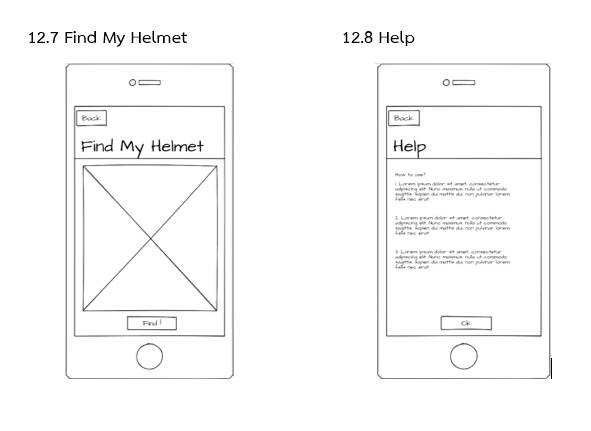 12.7 Find My Helmet
Back
Find My Helmet
Find !
12.8 Help
Back
Help
How to use?
1. Lorem ipsum dolor sit amet, consectetur
adipiscing elit. Nunc maximus, nulla ut commodo
sagittis, sapien dui mattis dui, non pulvinar lorem
felis nec erat
2. Lorem ipsum dolor sit amet, consectetur
adipiscing elit. Nunc maximus, nulla ut commodo
sagittis, sapien dui mattis dui, non pulvinar lorem
felis nec erat
3. Lorem ipsum dolor sit amet, consectetur
adipiscing elit. Nunc maximus, nulla ut commodo
sagittis, sapien dui mattis dui, non pulvinar lorem
felis nec erat
Ok